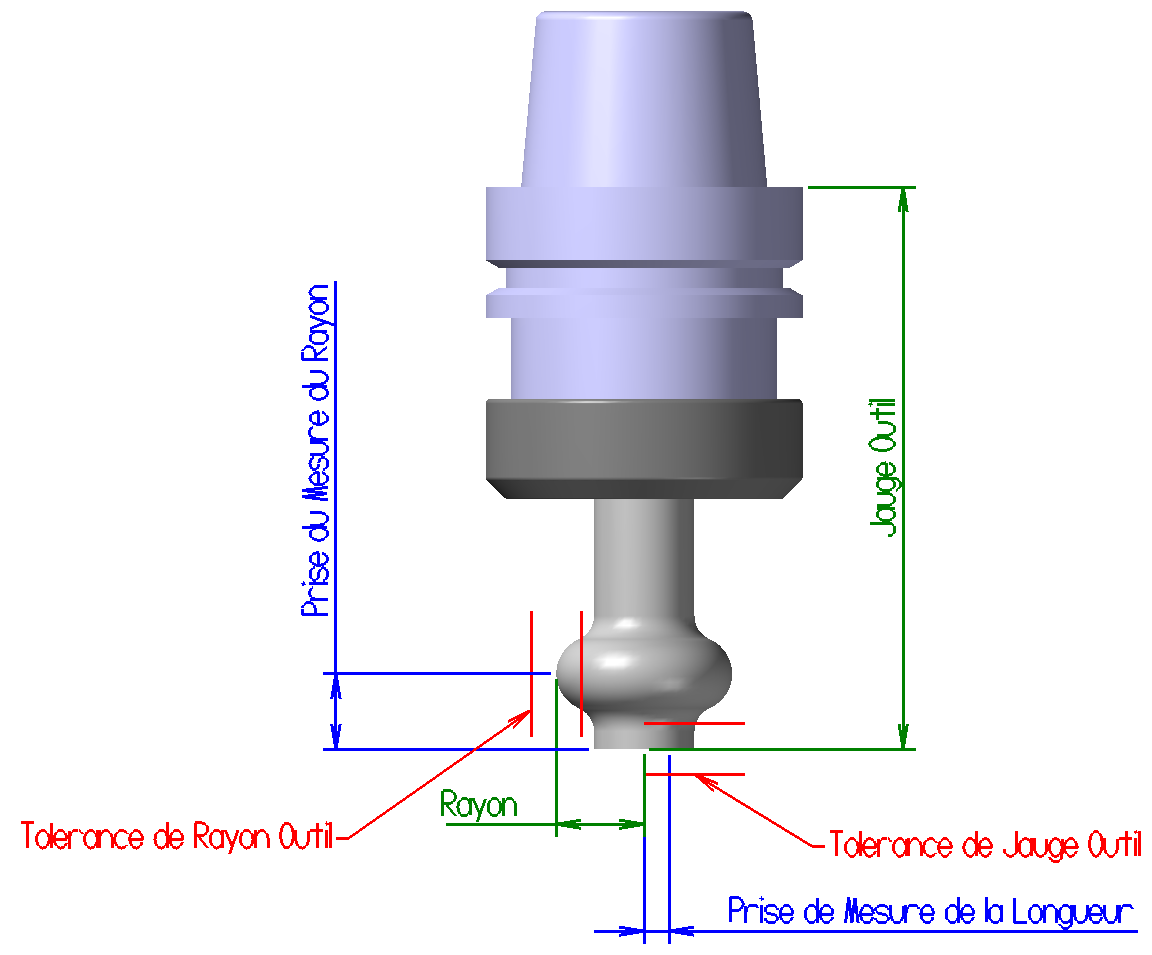 Prise du Mesure du Rayon
Jauge Outil
Rayon
Tolerance de Rayon Outil
Tolerance de Jauge Outil
Prise de Mesure de la Longueur